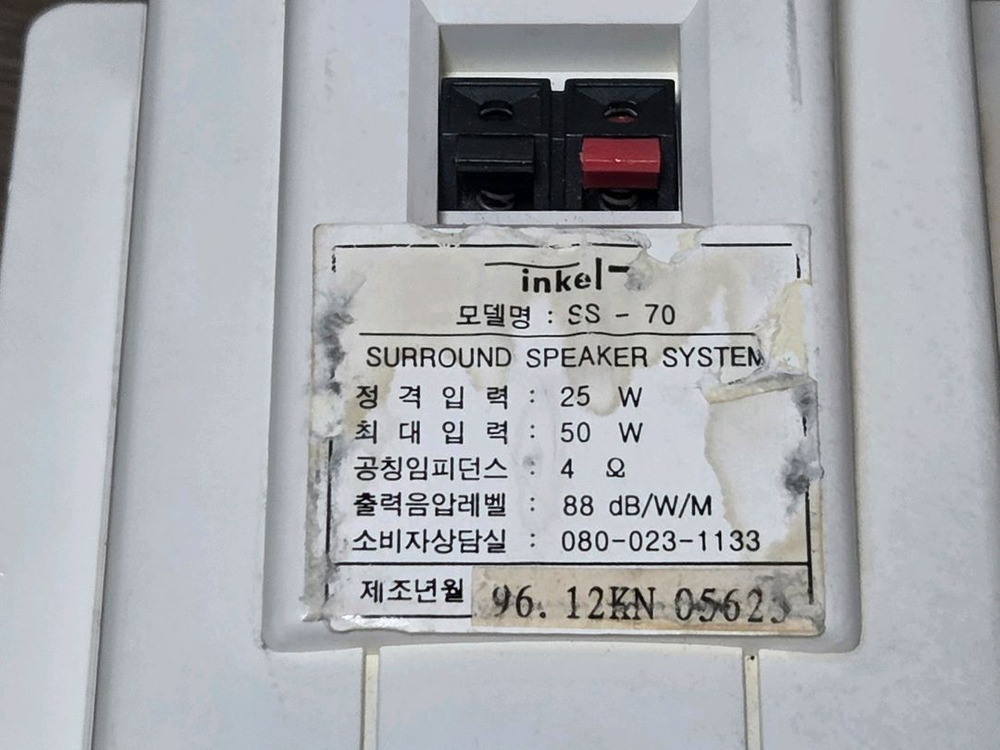 inkel
모델명 : SS - 70
SURROUND SPEAKER SYSTEM
정 격 입 력 : 25 W
최 대 입 력 : 50 W
공칭임피던스 : 4 Ω
출력음압레벨 : 88 dB/W/M
소비자상담실 : 080-023-1133
제조년월 96. 12KN 05623